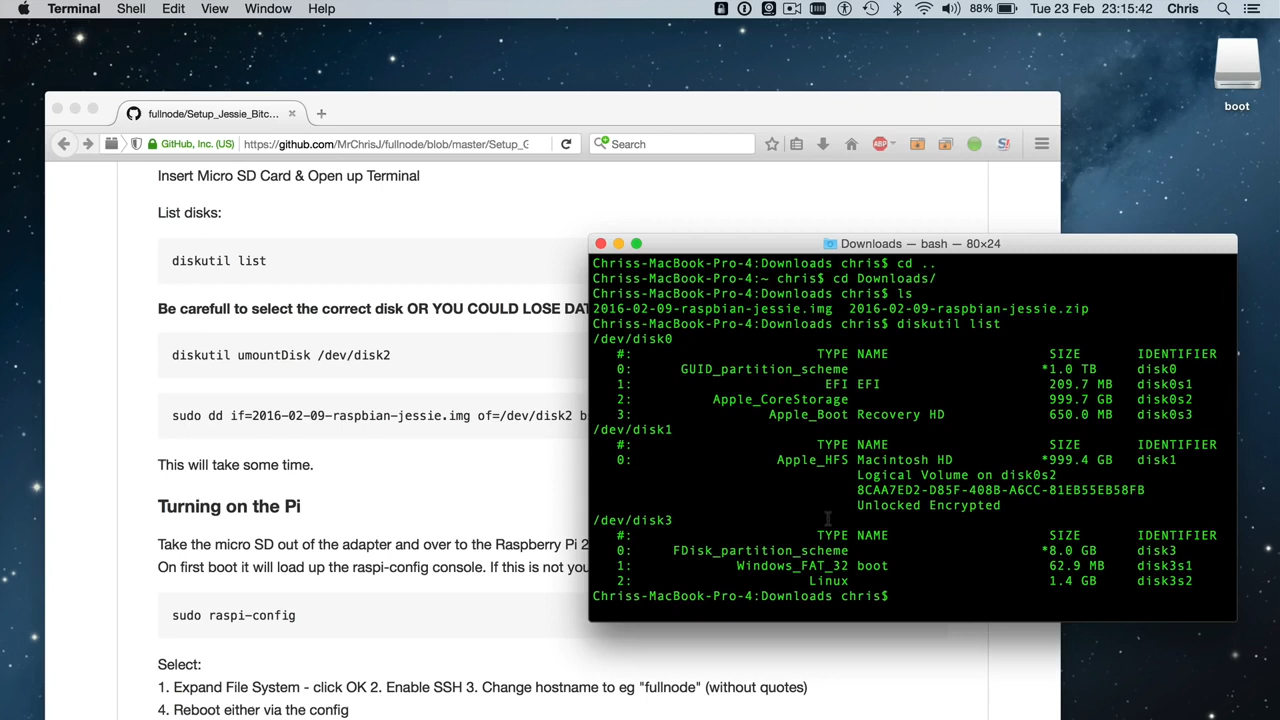 Terminal Shell Edit View Window Help 88% Tue 23 Feb 23:15:42 Chris
boot
fullnode/Setup_Jessie_Bitc...
GitHub, Inc. (US) https://github.com/MrChrisJ/fullnode/blob/master/Setup_G Search
ABP
Insert Micro SD Card & Open up Terminal
List disks:
diskutil list
Be carefull to select the correct disk OR YOU COULD LOSE DAT
diskutil umountDisk /dev/disk2
sudo dd if=2016-02-09-raspbian-jessie.img of=/dev/disk2 b
This will take some time.
Turning on the Pi
Take the micro SD out of the adapter and over to the Raspberry Pi 2
On first boot it will load up the raspi-config console. If this is not you
sudo raspi-config
Select:
1. Expand File System - click OK 2. Enable SSH 3. Change hostname to eg "fullnode" (without quotes)
4. Reboot either via the config
Downloads — bash — 80x24
Chriss-MacBook-Pro-4:Downloads chris$ cd ..
Chriss-MacBook-Pro-4:~ chris$ cd Downloads/
Chriss-MacBook-Pro-4:Downloads chris$ ls
2016-02-09-raspbian-jessie.img 2016-02-09-raspbian-jessie.zip
Chriss-MacBook-Pro-4:Downloads chris$ diskutil list
/dev/disk0
#: TYPE NAME SIZE IDENTIFIER
0: GUID_partition_scheme *1.0 TB disk0
1: EFI EFI 209.7 MB disk0s1
2: Apple_CoreStorage 999.7 GB disk0s2
3: Apple_Boot Recovery HD 650.0 MB disk0s3
/dev/disk1
#: TYPE NAME SIZE IDENTIFIER
0: Apple_HFS Macintosh HD *999.4 GB disk1
Logical Volume on disk0s2
8CAA7ED2-D85F-408B-A6CC-81EB55EB58FB
Unlocked Encrypted
/dev/disk3
#: TYPE NAME SIZE IDENTIFIER
0: FDisk_partition_scheme *8.0 GB disk3
1: Windows_FAT_32 boot 62.9 MB disk3s1
2: Linux 1.4 GB disk3s2
Chriss-MacBook-Pro-4:Downloads chris$